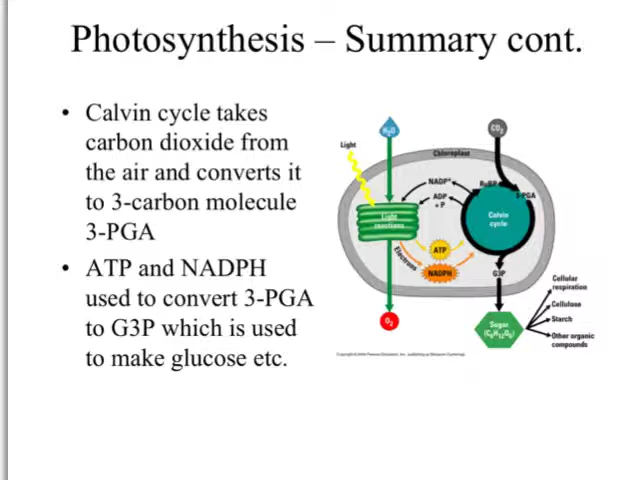 Photosynthesis – Summary cont.
• Calvin cycle takes
carbon dioxide from
the air and converts it
to 3-carbon molecule
3-PGA
• ATP and NADPH
used to convert 3-PGA
to G3P which is used
to make glucose etc.
H₂O
CO₂
Light
Chloroplast
NADP⁺
RuBP
3-PGA
ADP
+ P
Light
reactions
Calvin
cycle
ATP
Electrons
NADPH
G3P
O₂
Sugar
(C₆H₁₂O₆)
Cellular
respiration
Cellulose
Starch
Other organic
compounds